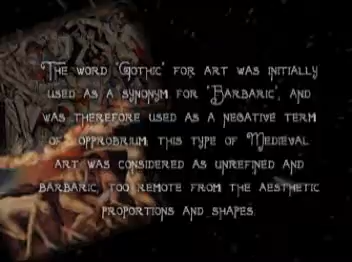 The word "Gothic" for art was initially
used as a synonym for "Barbaric", and
was therefore used as a negative term
of opprobrium: this type of Medieval
art was considered as unrefined and
barbaric, too remote from the aesthetic
proportions and shapes.